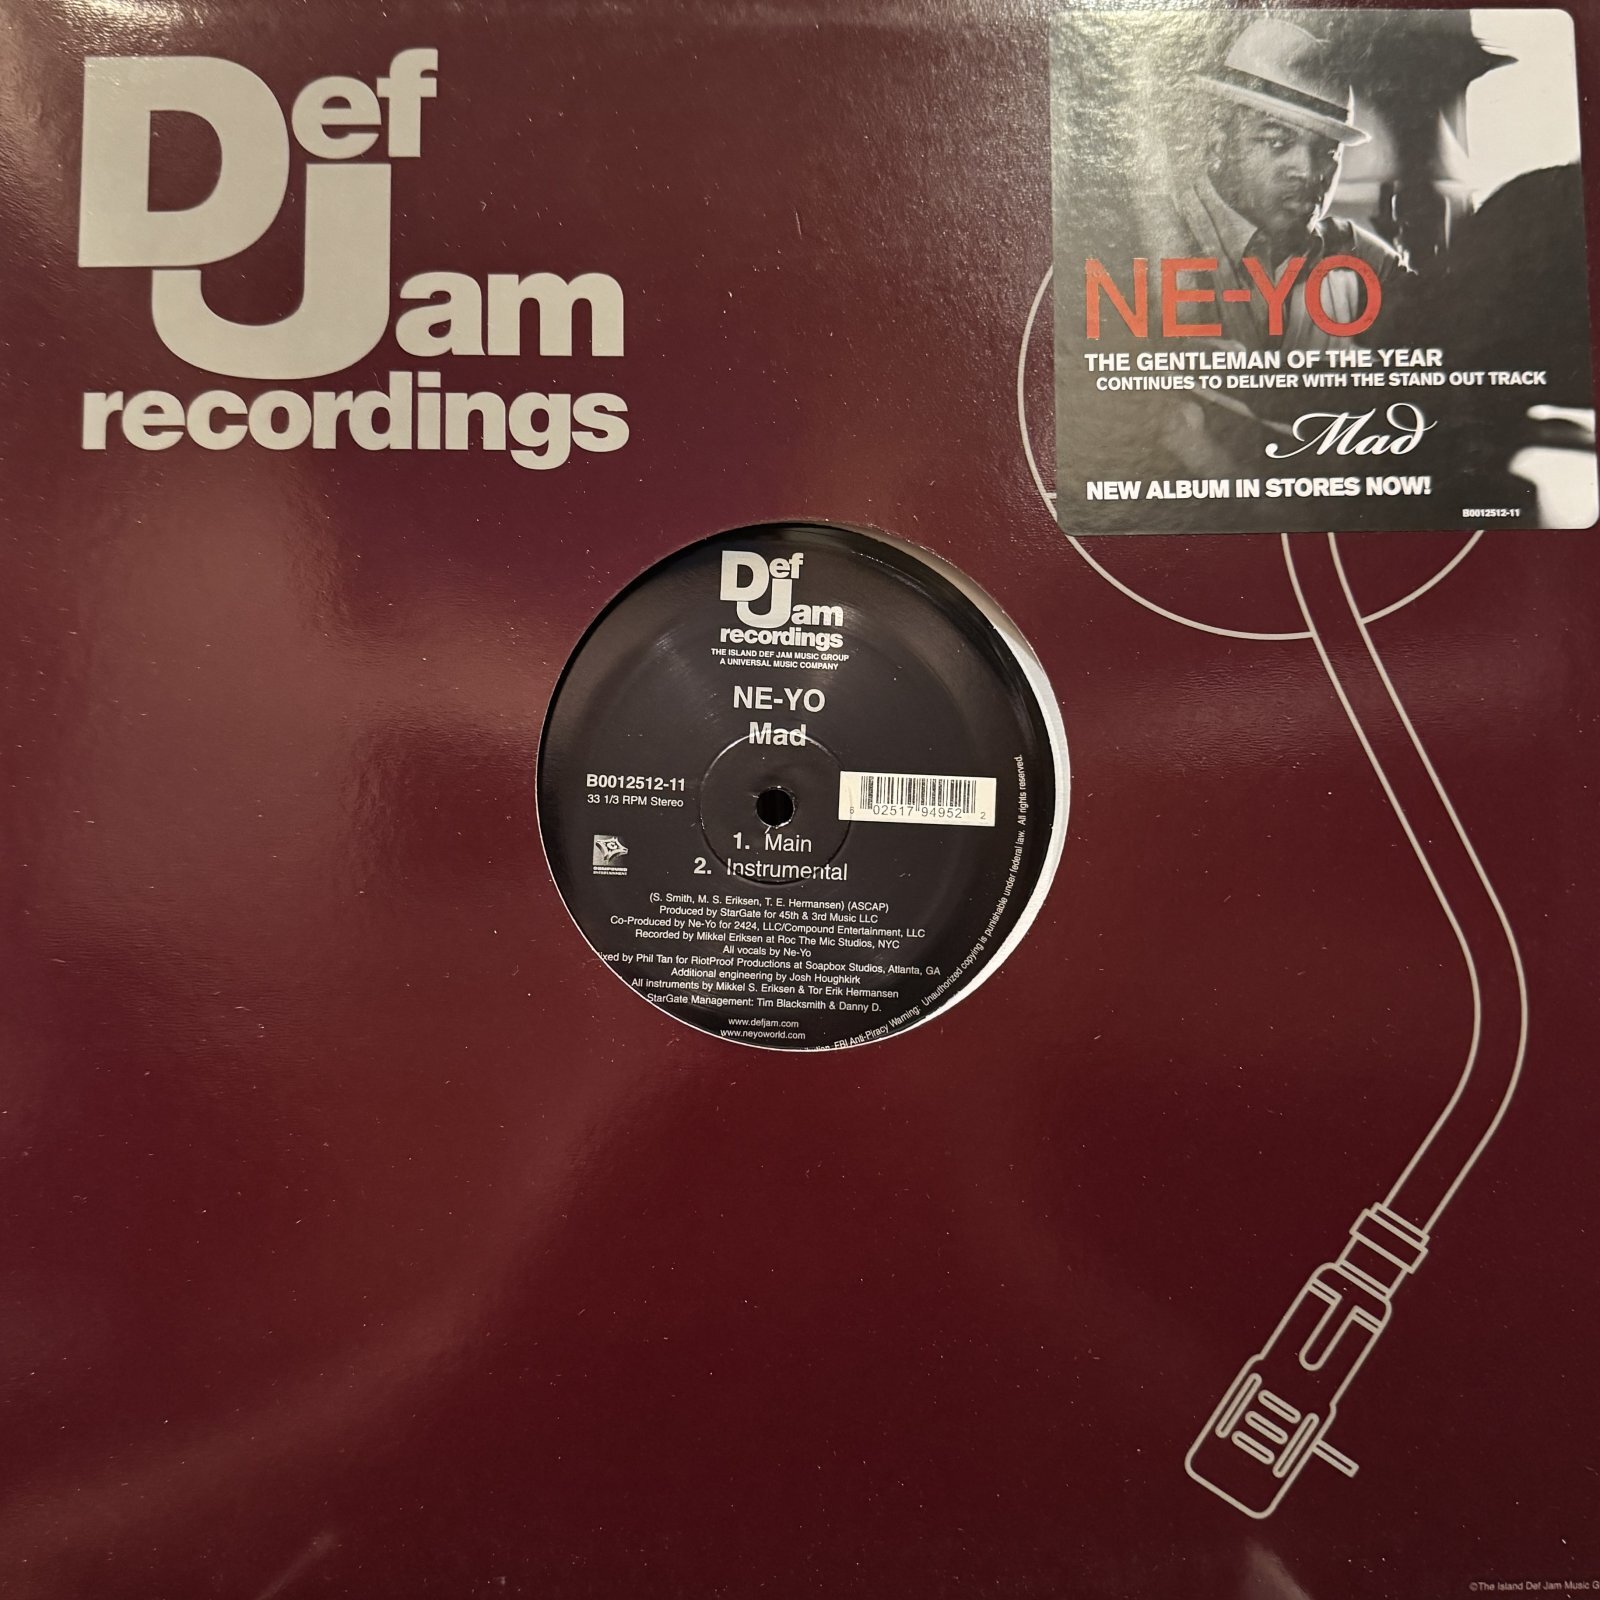 Def
Jam
recordings
NE-YO
THE GENTLEMAN OF THE YEAR
CONTINUES TO DELIVER WITH THE STAND OUT TRACK
Mad
NEW ALBUM IN STORES NOW!
B0012512-11
Def
Jam
recordings
THE ISLAND DEF JAM MUSIC GROUP
A UNIVERSAL MUSIC COMPANY
NE-YO
Mad
B0012512-11
33 1/3 RPM Stereo
6 02517 94952 2
COMPOUND
ENTERTAINMENT
1. Main
2. Instrumental
(S. Smith, M. S. Eriksen, T. E. Hermansen) (ASCAP)
Produced by StarGate for 45th & 3rd Music LLC
Co-Produced by Ne-Yo for 2424, LLC/Compound Entertainment, LLC
Recorded by Mikkel Eriksen at Roc The Mic Studios, NYC
All vocals by Ne-Yo
by Phil Tan for RiotProof Productions at Soapbox Studios, Atlanta, GA
Additional engineering by Josh Houghkirk
All instruments by Mikkel S. Eriksen & Tor Erik Hermansen
StarGate Management: Tim Blacksmith & Danny D.
www.defjam.com
www.neyoworld.com
FBI Anti-Piracy Warning: Unauthorized copying is punishable under federal law. All rights reserved.
©The Island Def Jam Music G